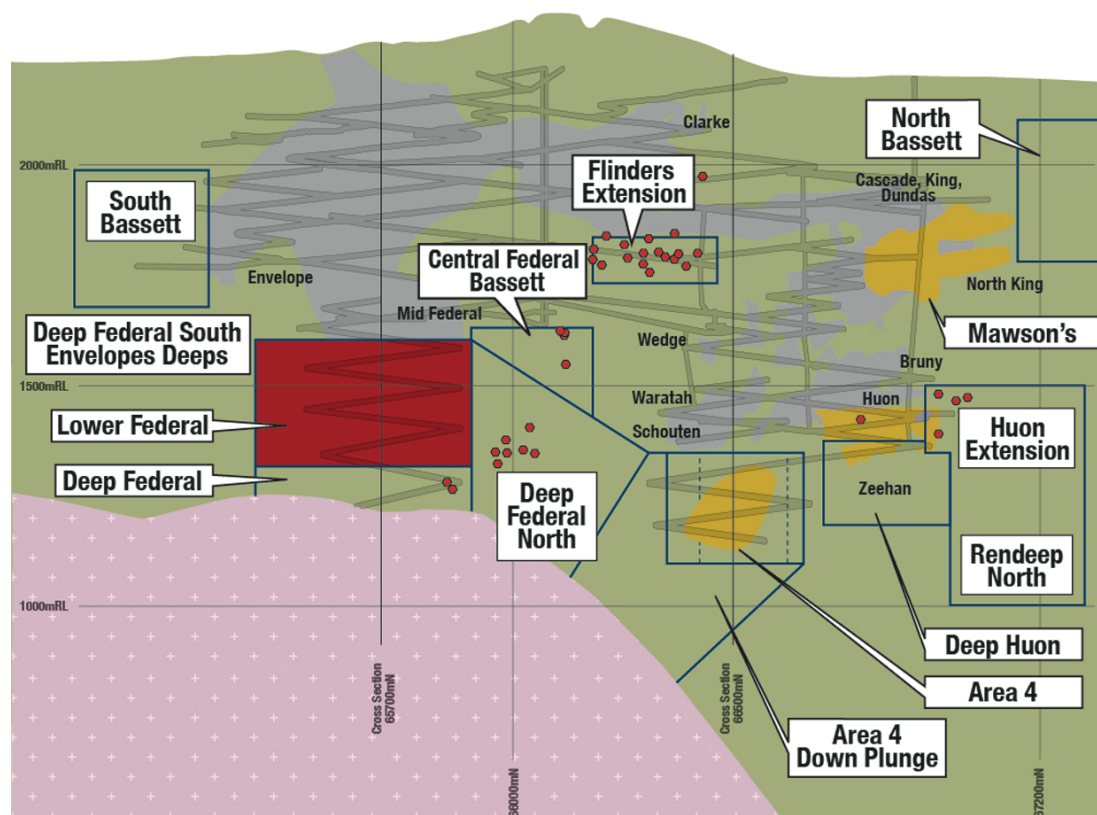 Clarke
North
Bassett
2000mRL
Flinders
Extension
Cascade, King,
Dundas
South
Bassett
Central Federal
Bassett
Envelope
North King
Mid Federal
Deep Federal South
Envelopes Deeps
Wedge
Mawson's
Bruny
1500mRL
Waratah
Huon
Lower Federal
Schouten
Huon
Extension
Deep Federal
Zeehan
Deep
Federal
North
Rendeep
North
1000mRL
Deep Huon
Cross Section
65700mN
Cross Section
66500mN
Area 4
Area 4
Down Plunge
66000mN
67200mN